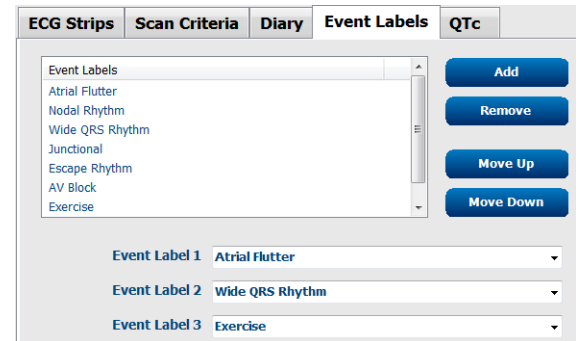 ECG Strips Scan Criteria Diary Event Labels QTc
Event Labels
Atrial Flutter
Nodal Rhythm
Wide QRS Rhythm
Junctional
Escape Rhythm
AV Block
Exercise
Add
Remove
Move Up
Move Down
Event Label 1 Atrial Flutter
Event Label 2 Wide QRS Rhythm
Event Label 3 Exercise